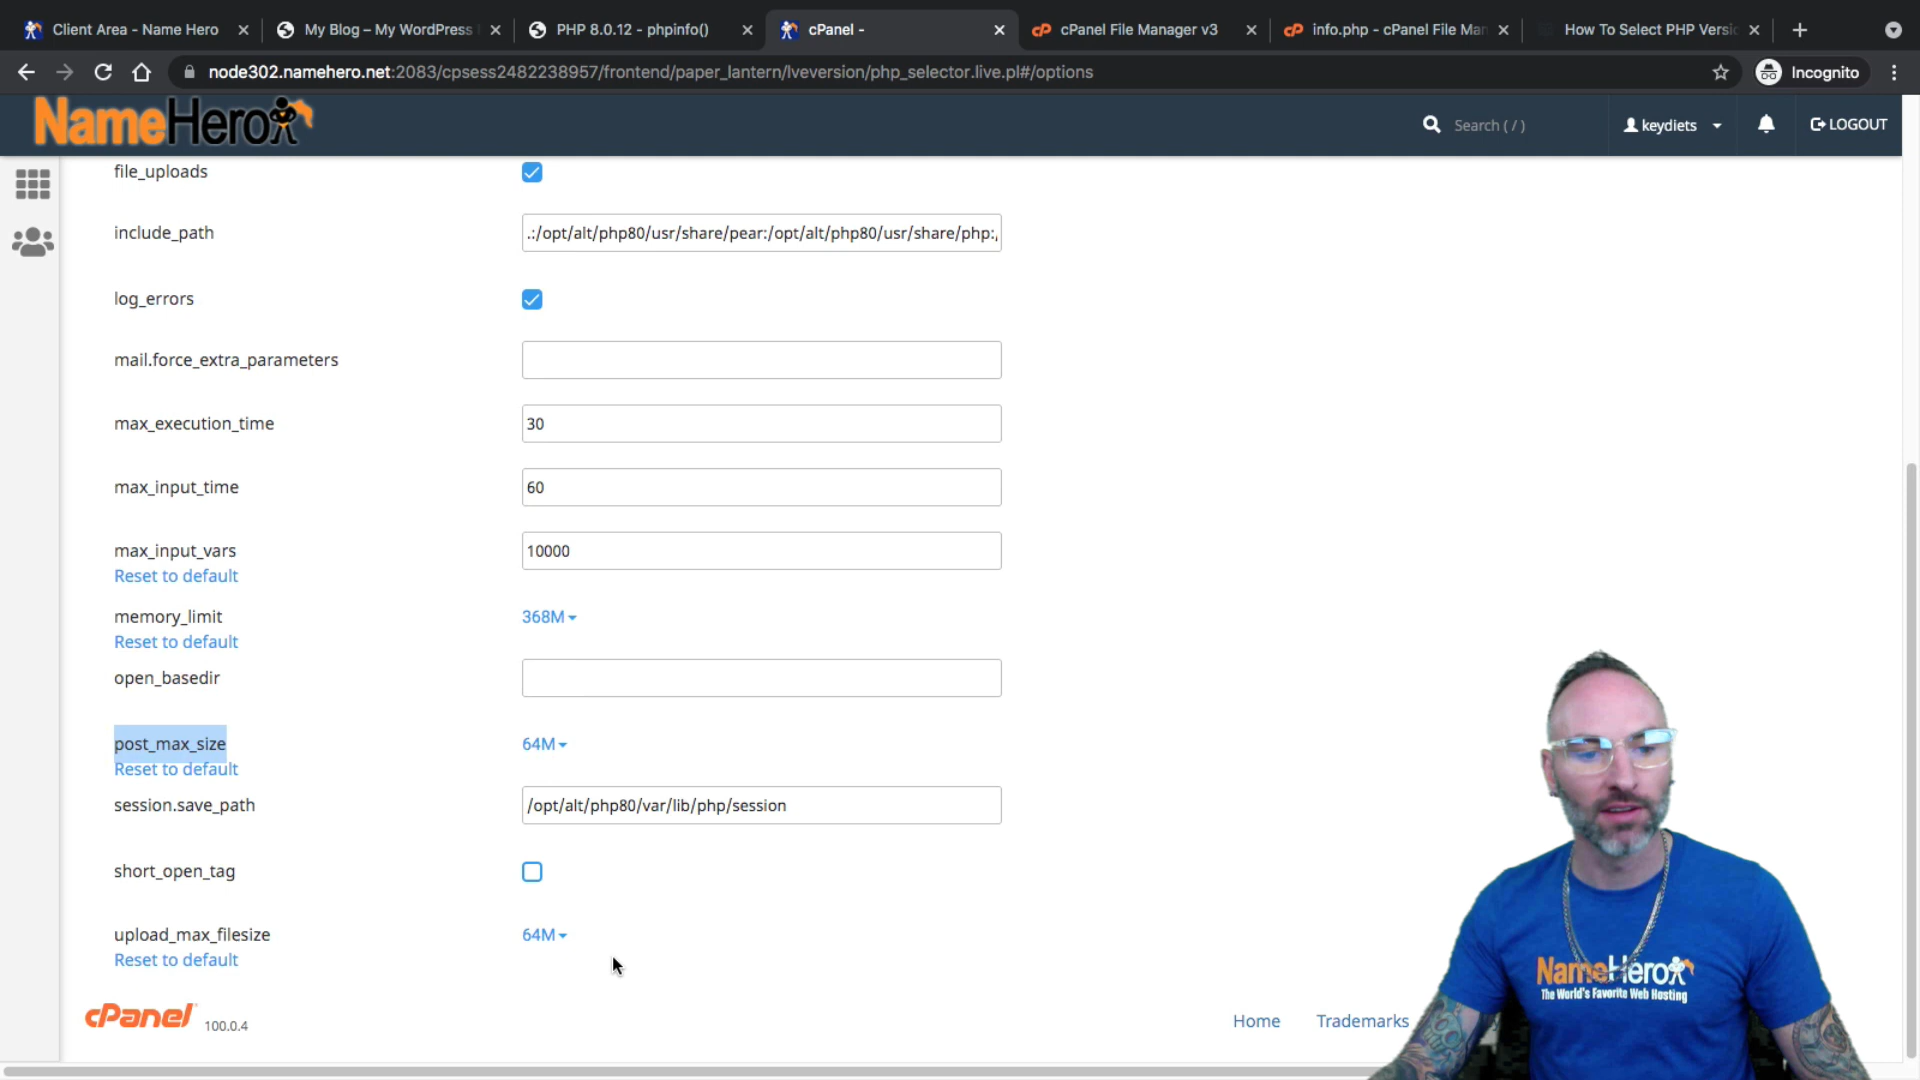 Client Area - Name Hero
My Blog – My WordPress
PHP 8.0.12 - phpinfo()
cPanel -
cPanel File Manager v3
info.php - cPanel File Man
How To Select PHP Versio
node302.namehero.net:2083/cpsess2482238957/frontend/paper_lantern/lveversion/php_selector.live.pl#/options
Incognito
NameHero
Search ( / )
keydiets
LOGOUT
file_uploads
include_path
.:/opt/alt/php80/usr/share/pear:/opt/alt/php80/usr/share/php:/
log_errors
mail.force_extra_parameters
max_execution_time
30
max_input_time
60
max_input_vars
10000
Reset to default
memory_limit
368M
Reset to default
open_basedir
post_max_size
64M
Reset to default
session.save_path
/opt/alt/php80/var/lib/php/session
short_open_tag
upload_max_filesize
64M
Reset to default
cPanel 100.0.4
Home
Trademarks
NameHero
The World's Favorite Web Hosting